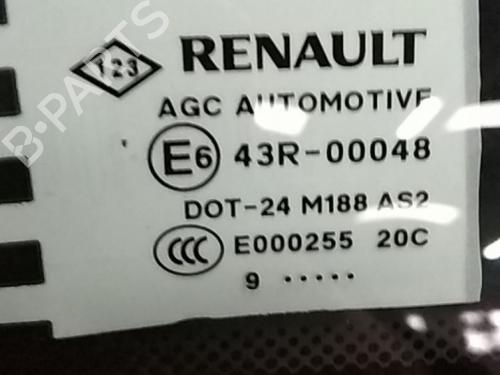 RENAULT
123
AGC AUTOMOTIVE
E6 43R-00048
DOT-24 M188 AS2
CCC E000255 20C
9 •••••
B-PARTS